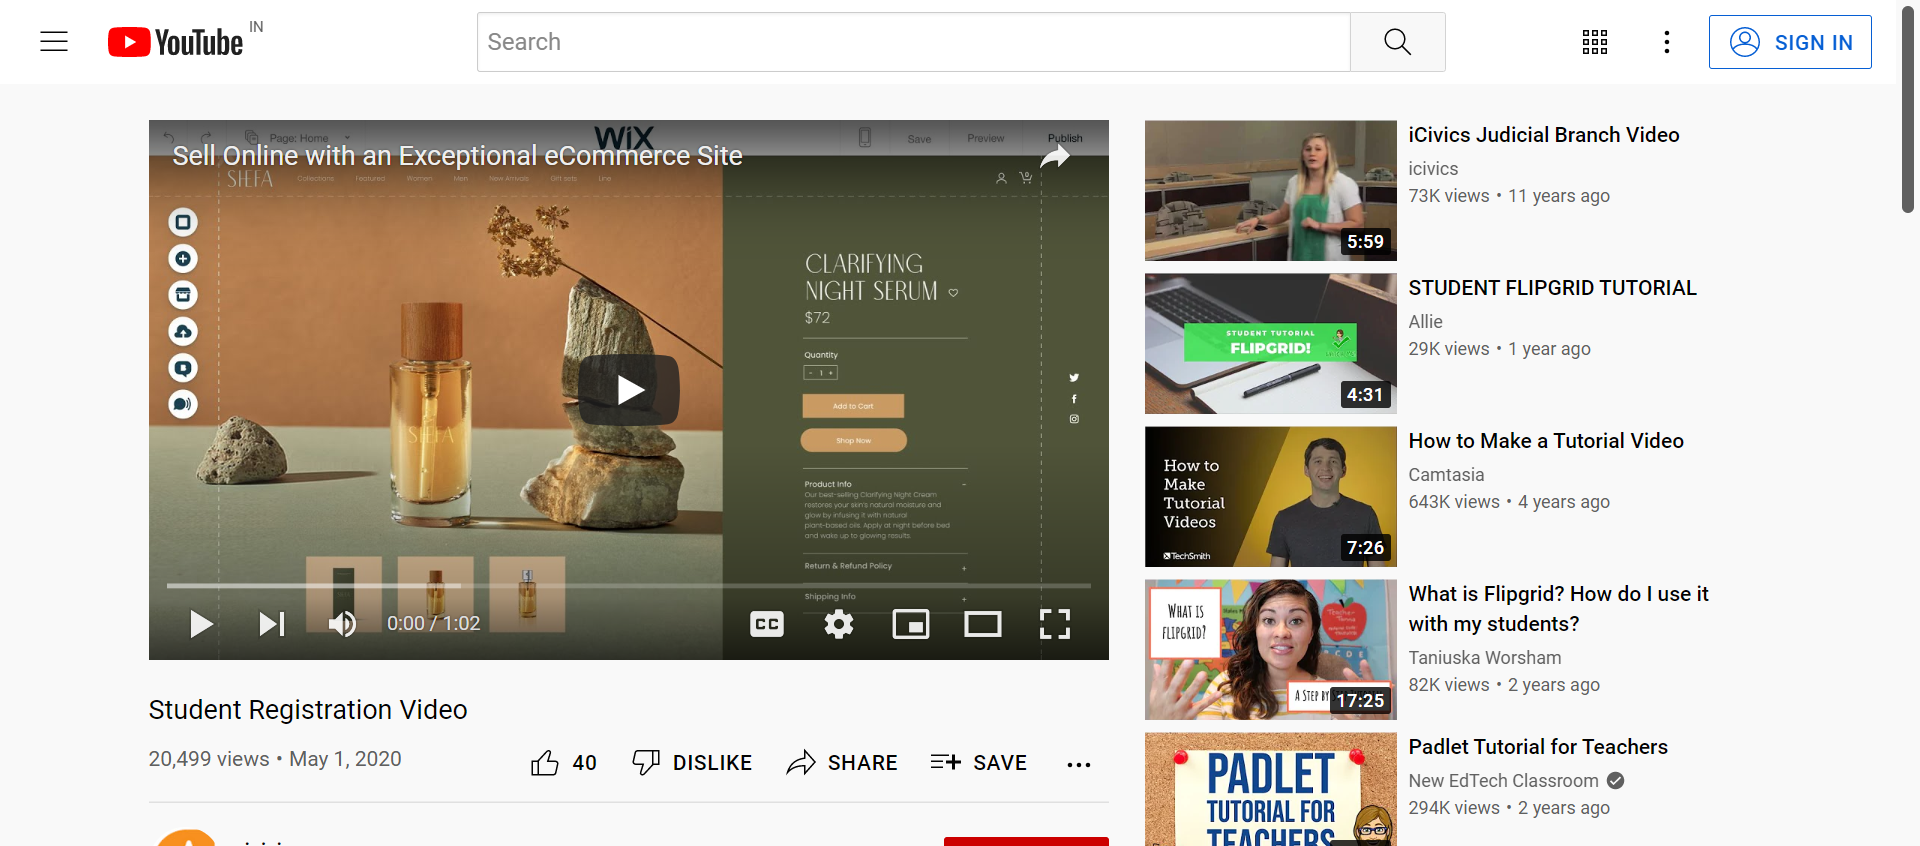 YouTube IN
Search
SIGN IN
Page: Home
WIX
Save
Preview
Publish
Sell Online with an Exceptional eCommerce Site
SHEFA
Collections
Featured
Women
Men
New Arrivals
Gift sets
Line
CLARIFYING
NIGHT SERUM
$72
Quantity
- 1 +
Add to Cart
Shop Now
Product Info
Our best-selling Clarifying Night Cream
restores your skin's natural moisture and
glow by infusing it with natural
plant-based oils. Apply at night before bed
and wake up to glowing results.
Return & Refund Policy
Shipping Info
0:00 / 1:02
CC
Student Registration Video
20,499 views • May 1, 2020
40
DISLIKE
SHARE
SAVE
5:59
iCivics Judicial Branch Video
icivics
73K views • 11 years ago
STUDENT TUTORIAL
FLIPGRID!
4:31
STUDENT FLIPGRID TUTORIAL
Allie
29K views • 1 year ago
How to
Make
Tutorial
Videos
TechSmith
7:26
How to Make a Tutorial Video
Camtasia
643K views • 4 years ago
WHAT IS
FLIPGRID?
A STEP BY
17:25
What is Flipgrid? How do I use it
with my students?
Taniuska Worsham
82K views • 2 years ago
PADLET
TUTORIAL FOR
TEACHERS
Padlet Tutorial for Teachers
New EdTech Classroom
294K views • 2 years ago